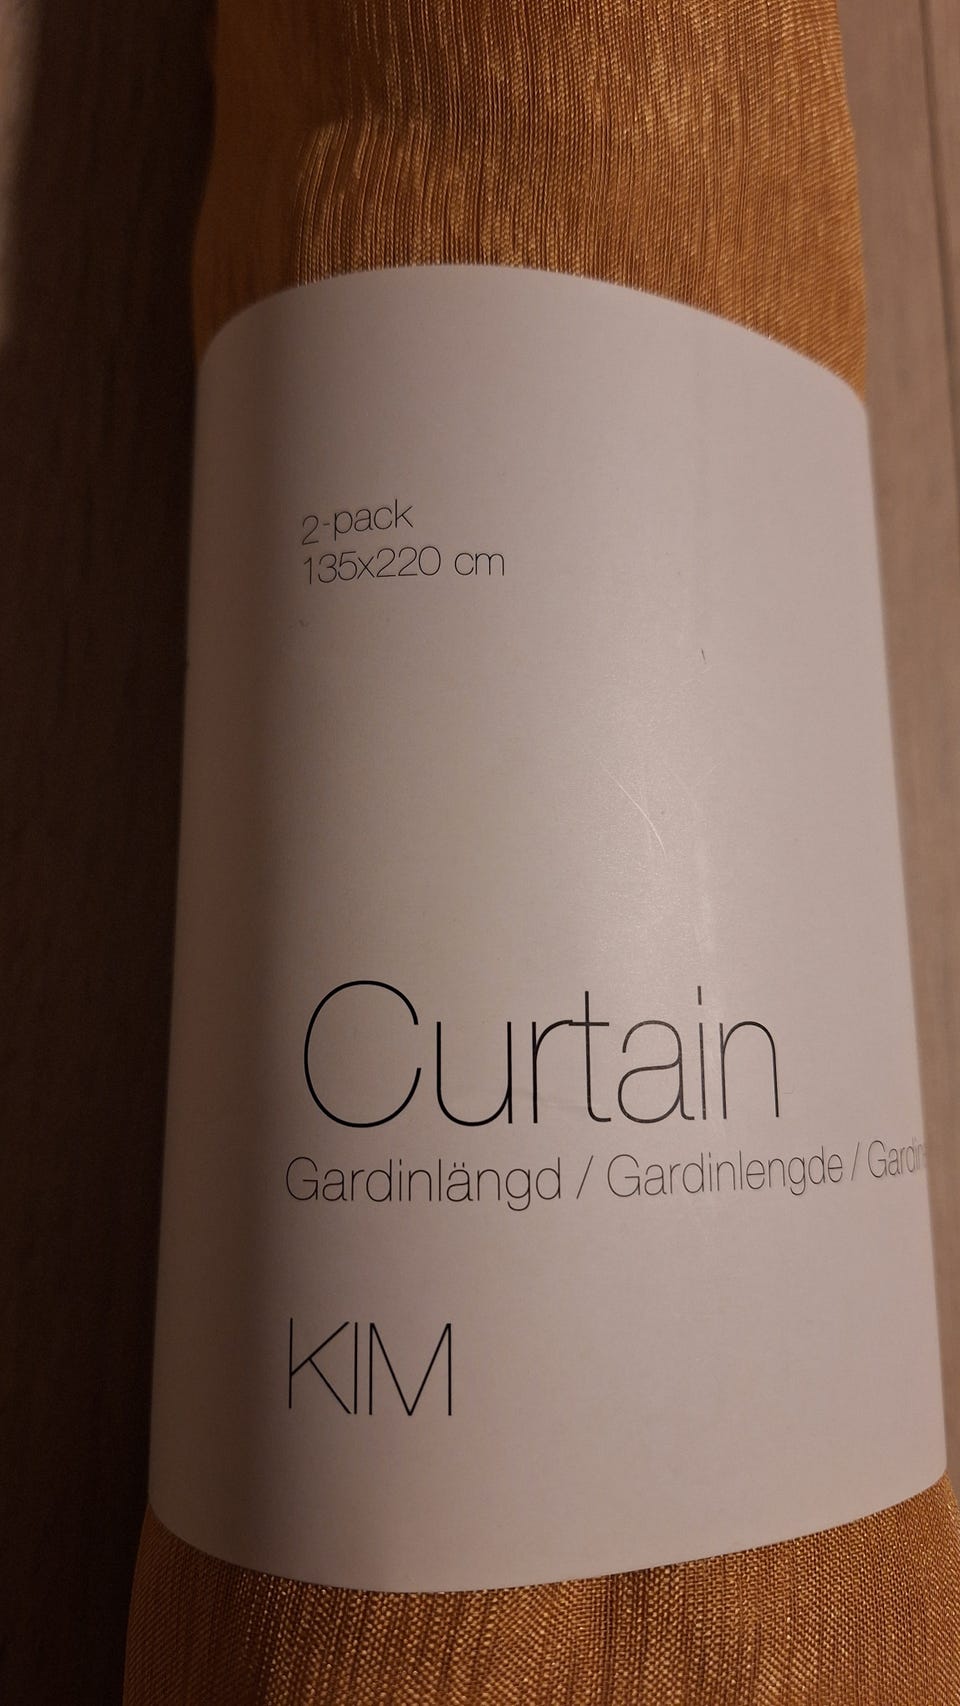 2-pack
135x220 cm
Curtain
Gardinlängd / Gardinlengde /
KIM